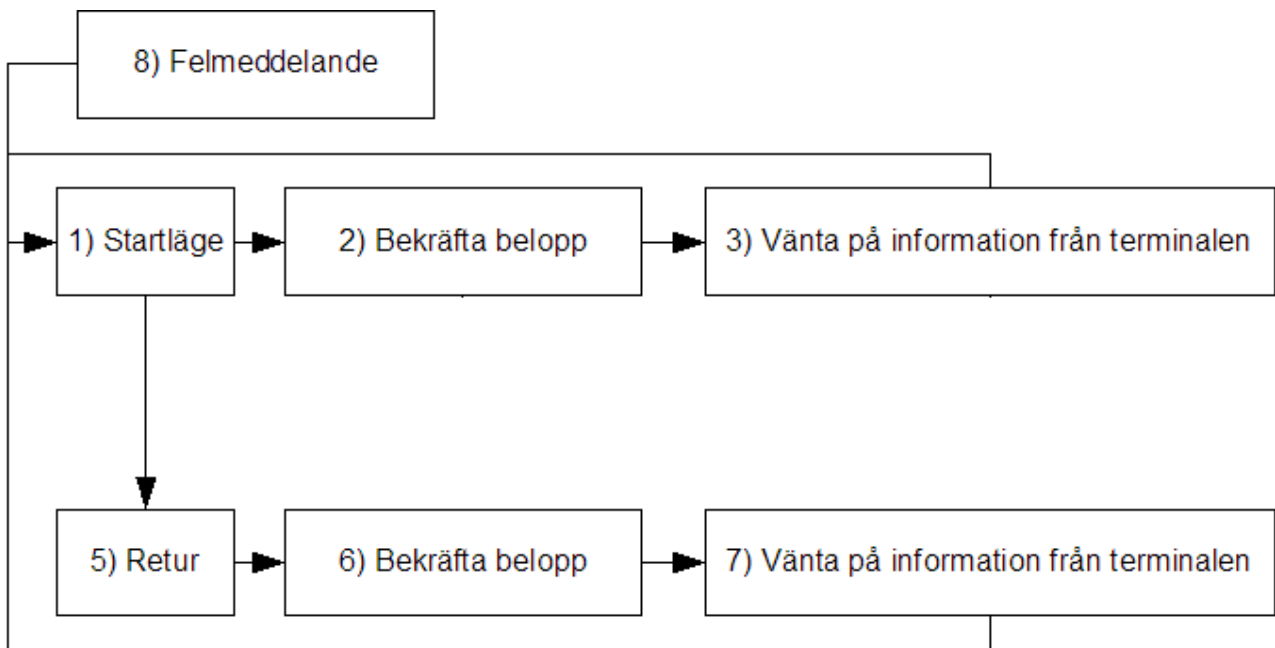 8) Felmeddelande
1) Startläge
2) Bekräfta belopp
3) Vänta på information från terminalen
5) Retur
6) Bekräfta belopp
7) Vänta på information från terminalen